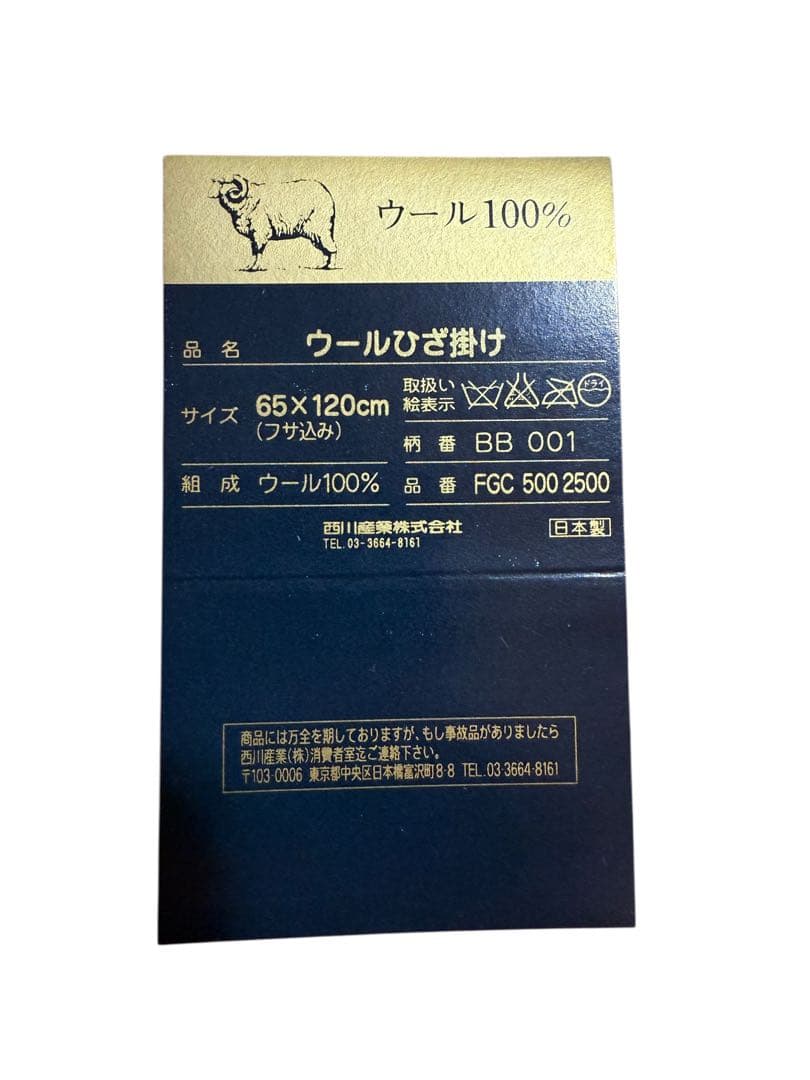 ウール100%
品名 ウールひざ掛け
サイズ 65×120cm
(フサ込み)
取扱い
絵表示
ドライ
柄番 BB 001
組成 ウール100%
品番 FGC 500 2500
西川産業株式会社
TEL.03-3664-8161
日本製
商品には万全を期しておりますが、もし事故品がありましたら
西川産業(株)消費者室迄ご連絡下さい。
〒103-0006 東京都中央区日本橋富沢町8-8 TEL.03-3664-8161